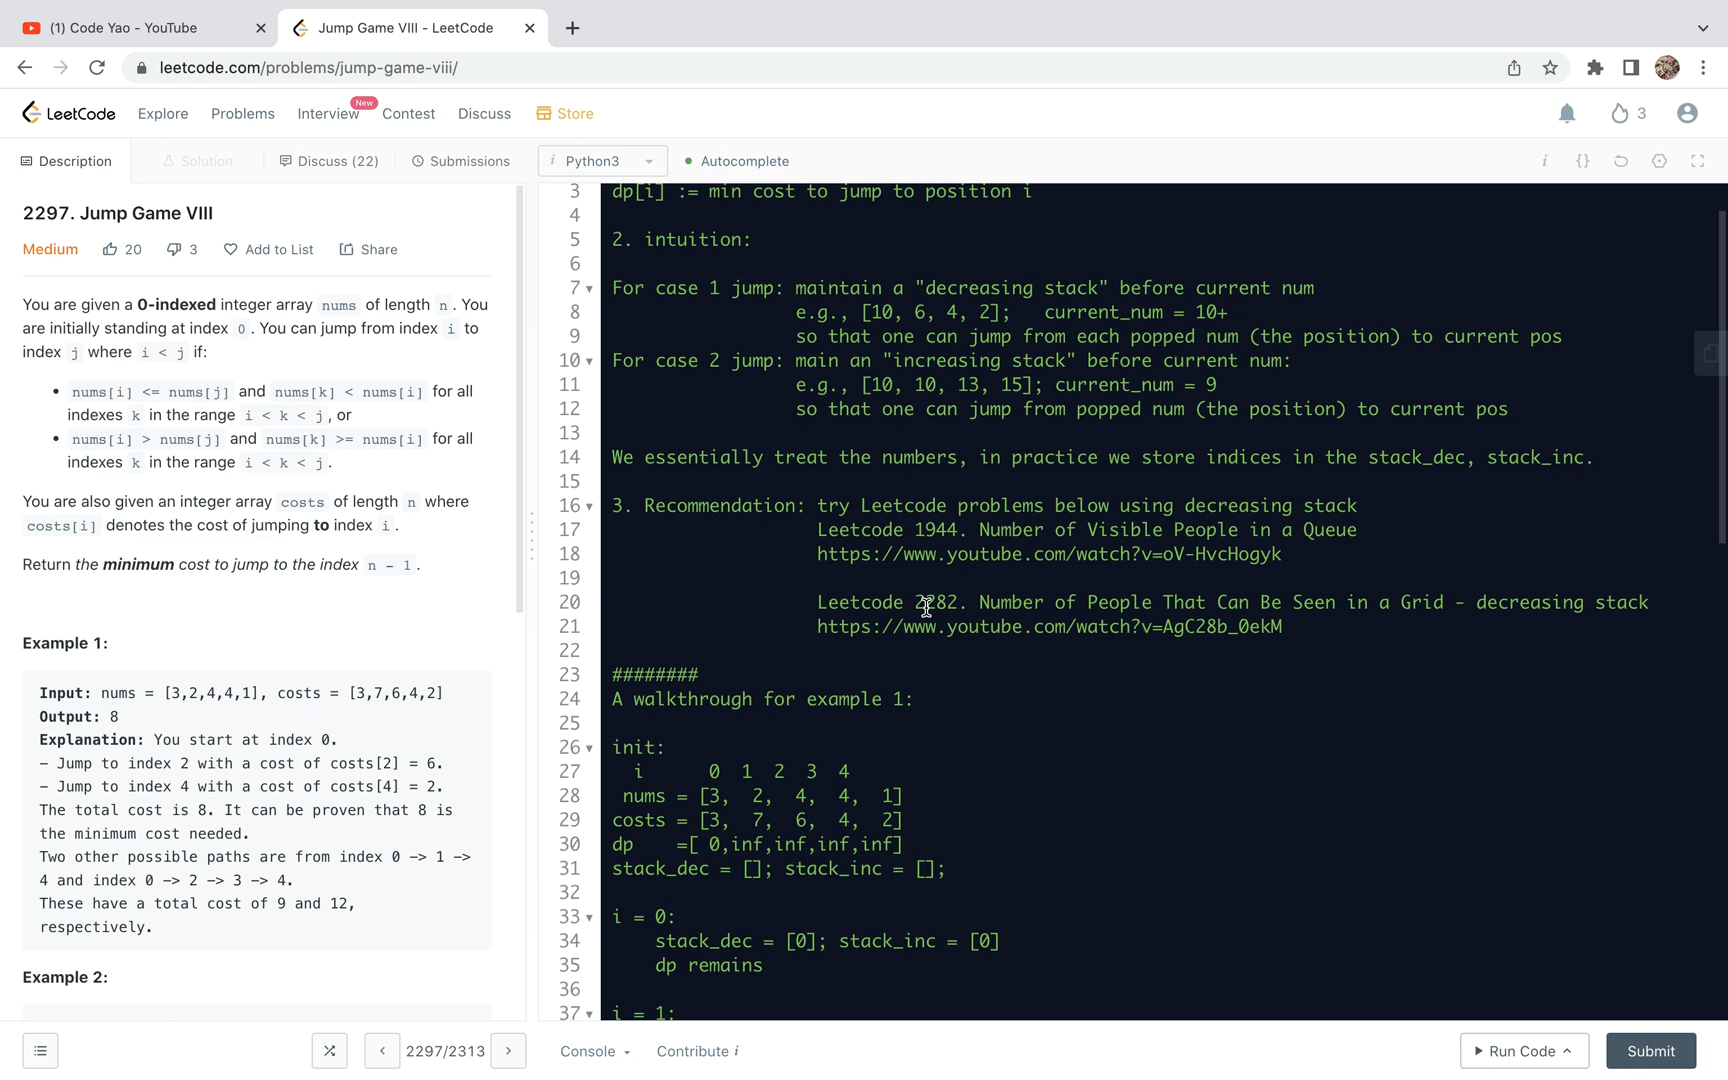 (1) Code Yao - YouTube
Jump Game VIII - LeetCode
leetcode.com/problems/jump-game-viii/
LeetCode
Explore
Problems
Interview
New
Contest
Discuss
Store
3
Description
Solution
Discuss (22)
Submissions
i Python3
Autocomplete
2297. Jump Game VIII
Medium
20
3
Add to List
Share
You are given a 0-indexed integer array nums of length n. You
are initially standing at index 0. You can jump from index i to
index j where i < j if:
• nums[i] <= nums[j] and nums[k] < nums[i] for all
indexes k in the range i < k < j, or
• nums[i] > nums[j] and nums[k] >= nums[i] for all
indexes k in the range i < k < j.
You are also given an integer array costs of length n where
costs[i] denotes the cost of jumping to index i.
Return the minimum cost to jump to the index n - 1.
Example 1:
Input: nums = [3,2,4,4,1], costs = [3,7,6,4,2]
Output: 8
Explanation: You start at index 0.
- Jump to index 2 with a cost of costs[2] = 6.
- Jump to index 4 with a cost of costs[4] = 2.
The total cost is 8. It can be proven that 8 is
the minimum cost needed.
Two other possible paths are from index 0 -> 1 ->
4 and index 0 -> 2 -> 3 -> 4.
These have a total cost of 9 and 12,
respectively.
Example 2:
3 dp[i] := min cost to jump to position i
4
5 2. intuition:
6
7 For case 1 jump: maintain a "decreasing stack" before current num
8 e.g., [10, 6, 4, 2]; current_num = 10+
9 so that one can jump from each popped num (the position) to current pos
10 For case 2 jump: main an "increasing stack" before current num:
11 e.g., [10, 10, 13, 15]; current_num = 9
12 so that one can jump from popped num (the position) to current pos
13
14 We essentially treat the numbers, in practice we store indices in the stack_dec, stack_inc.
15
16 3. Recommendation: try Leetcode problems below using decreasing stack
17 Leetcode 1944. Number of Visible People in a Queue
18 https://www.youtube.com/watch?v=oV-HvcHogyk
19
20 Leetcode 2282. Number of People That Can Be Seen in a Grid - decreasing stack
21 https://www.youtube.com/watch?v=AgC28b_0ekM
22
23 ########
24 A walkthrough for example 1:
25
26 init:
27 i 0 1 2 3 4
28 nums = [3, 2, 4, 4, 1]
29 costs = [3, 7, 6, 4, 2]
30 dp =[ 0,inf,inf,inf,inf]
31 stack_dec = []; stack_inc = [];
32
33 i = 0:
34 stack_dec = [0]; stack_inc = [0]
35 dp remains
36
37 i = 1:
2297/2313
Console
Contribute i
Run Code
Submit